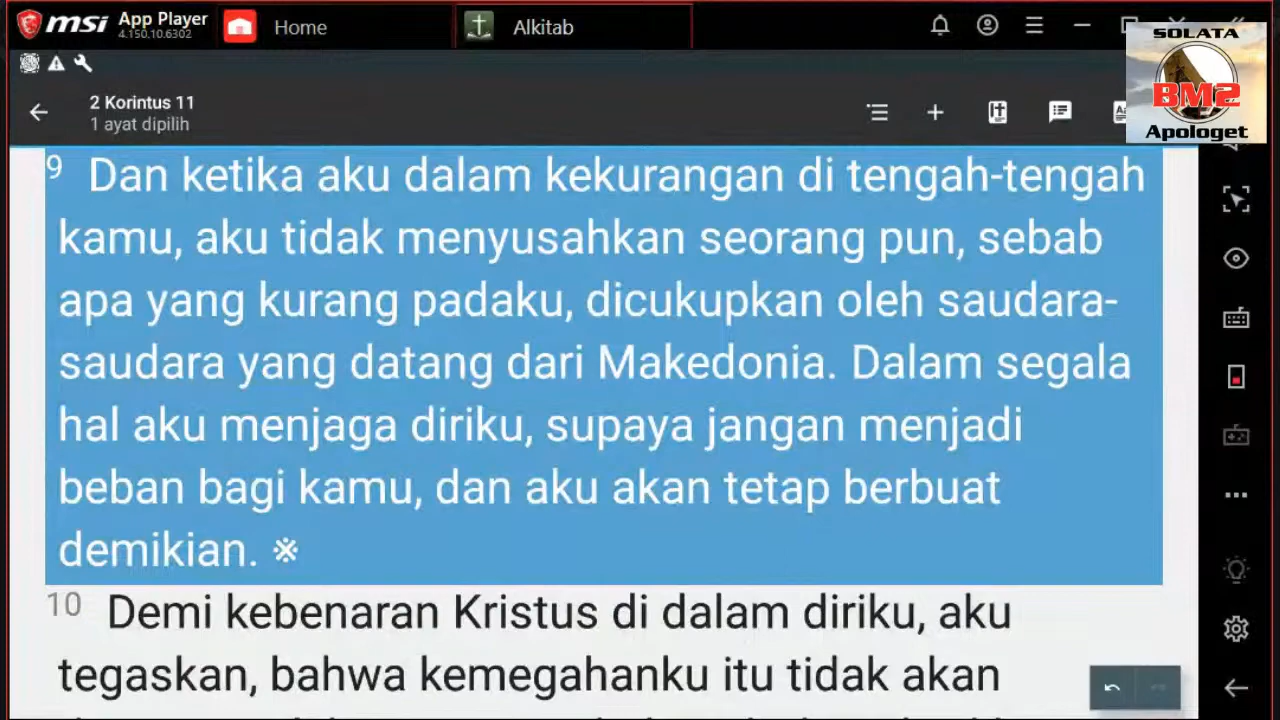 msi App Player
4.150.10.6302
Home
Alkitab
SOLATA
BM2
Apologet
2 Korintus 11
1 ayat dipilih
9 Dan ketika aku dalam kekurangan di tengah-tengah
kamu, aku tidak menyusahkan seorang pun, sebab
apa yang kurang padaku, dicukupkan oleh saudara-
saudara yang datang dari Makedonia. Dalam segala
hal aku menjaga diriku, supaya jangan menjadi
beban bagi kamu, dan aku akan tetap berbuat
demikian. ※
10 Demi kebenaran Kristus di dalam diriku, aku
tegaskan, bahwa kemegahanku itu tidak akan